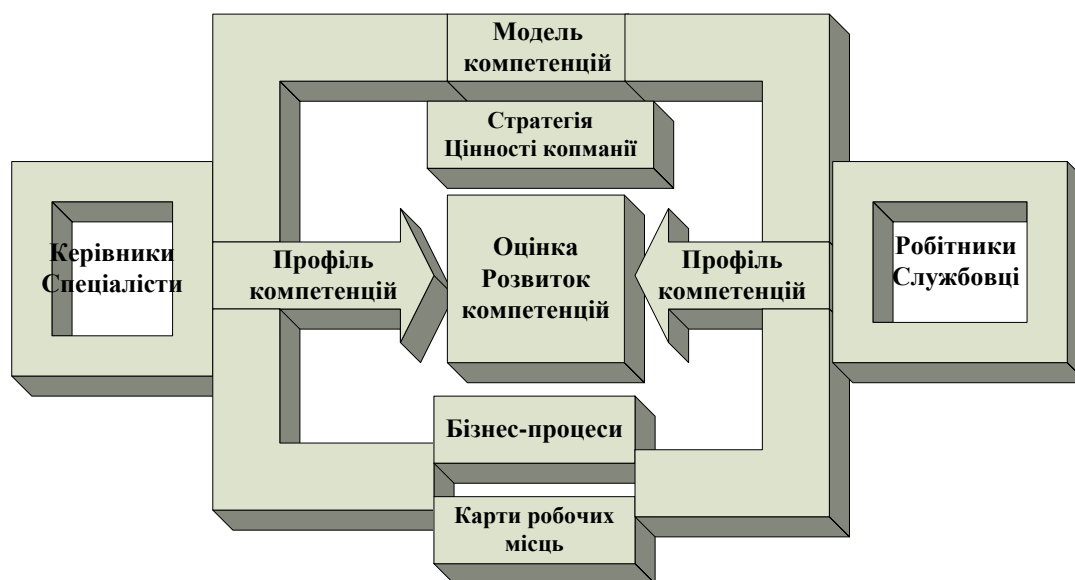 Модель
компетенцій
Стратегія
Цінності копманії
Керівники
Спеціалісти
Профіль
компетенцій
Оцінка
Розвиток
компетенцій
Профіль
компетенцій
Робітники
Службовці
Бізнес-процеси
Карти робочих
місць